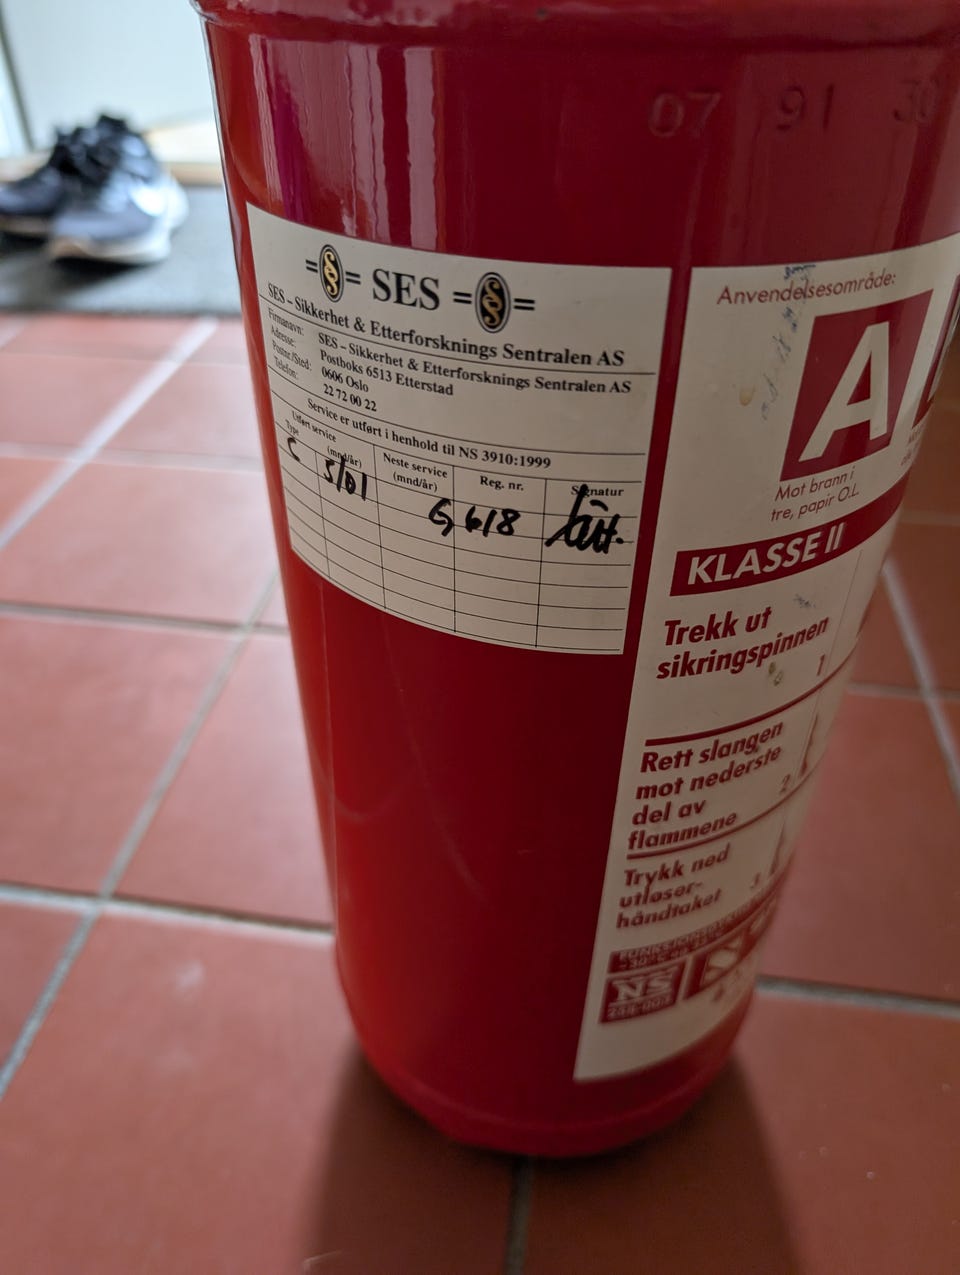 07 91 30
= § = SES = § =
SES – Sikkerhet & Etterforsknings Sentralen AS
Firmanavn: SES – Sikkerhet & Etterforsknings Sentralen AS
Adresse: Postboks 6513 Etterstad
Postnr/Sted: 0606 Oslo
Telefon: 22 72 00 22
Service er utført i henhold til NS 3910:1999
Utført service
Type (mnd/år)
Neste service
(mnd/år)
Reg. nr.
Signatur
C 5/01 G 618
Anvendelsesområde:
A
Mot brann i
tre, papir O.L.
KLASSE II
Trekk ut
sikringspinnen
1
Rett slangen
mot nederste
del av
flammene
2
Trykk ned
utløser-
håndtaket
3
NS